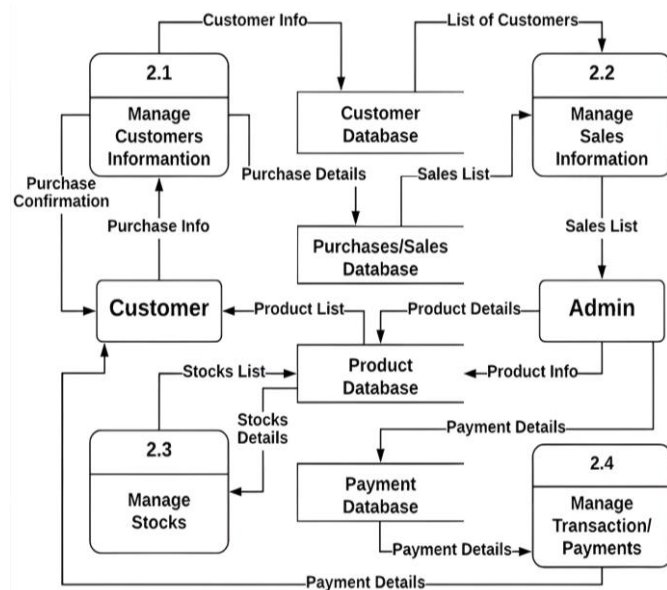 Customer Info
List of Customers
2.1
Manage
Customers
Informantion
Customer
Database
2.2
Manage
Sales
Information
Purchase
Confirmation
Purchase Details
Sales List
Purchase Info
Purchases/Sales
Database
Sales List
Customer
Product List
Product Details
Admin
Stocks List
Product
Database
Product Info
Stocks
Details
Payment Details
2.3
Manage
Stocks
Payment
Database
2.4
Manage
Transaction/
Payments
Payment Details
Payment Details